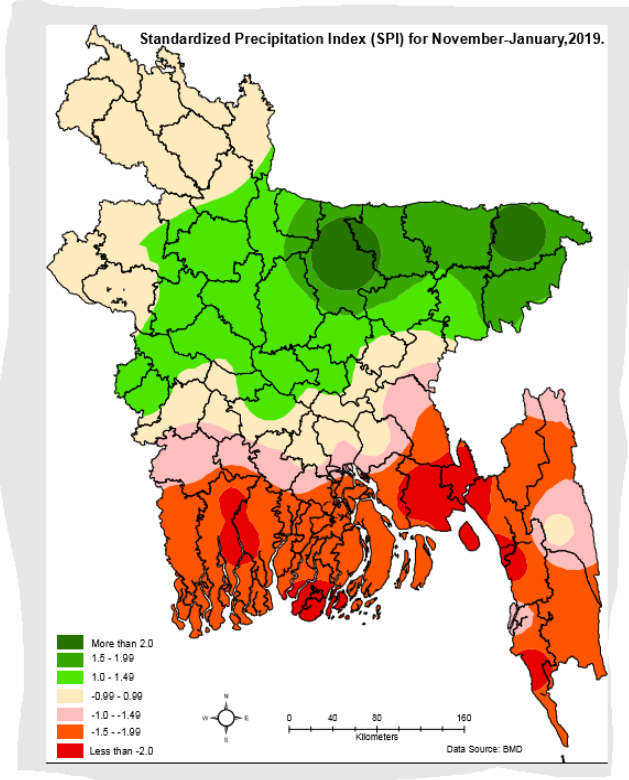 Standardized Precipitation Index (SPI) for November-January,2019.
More than 2.0
1.5 - 1.99
1.0 - 1.49
-0.99 - 0.99
-1.0 - -1.49
-1.5 - -1.99
Less than -2.0
N
W
E
S
0 40 80 160
Kilometers
Data Source: BMD
1